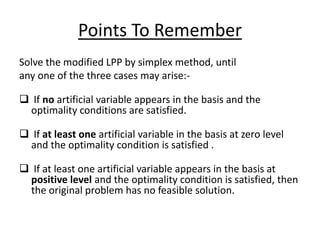 Points To Remember
Solve the modified LPP by simplex method, until
any one of the three cases may arise:-
❑ If no artificial variable appears in the basis and the
optimality conditions are satisfied.
❑ If at least one artificial variable in the basis at zero level
and the optimality condition is satisfied .
❑ If at least one artificial variable appears in the basis at
positive level and the optimality condition is satisfied, then
the original problem has no feasible solution.